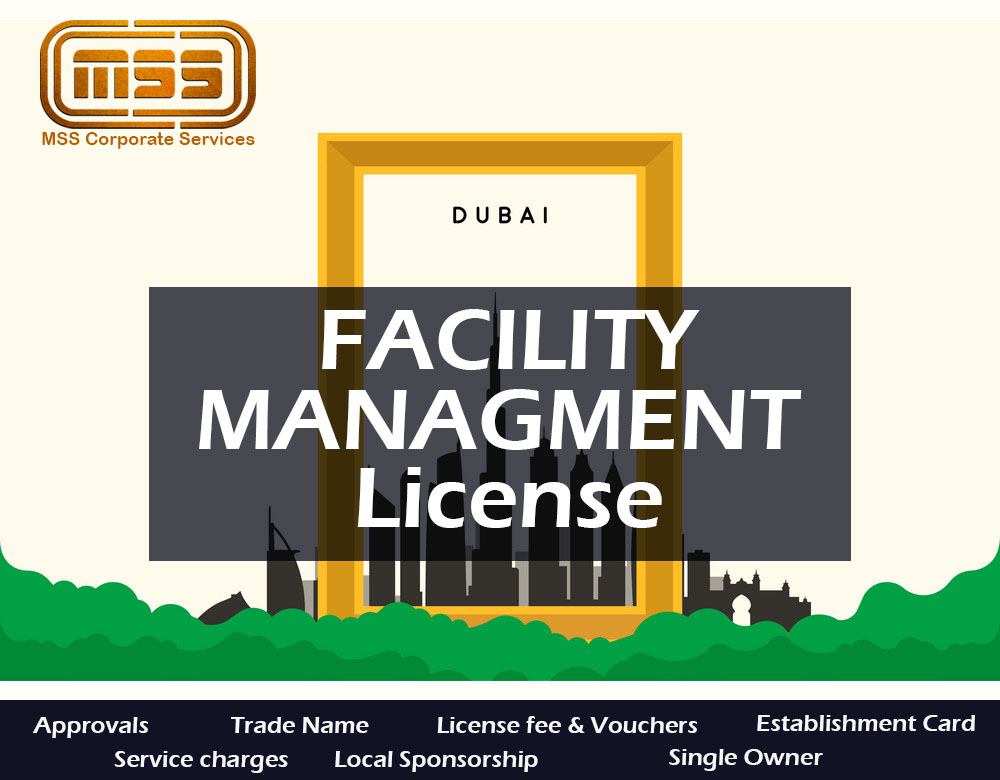 MSS
MSS Corporate Services
DUBAI
FACILITY
MANAGMENT
License
Approvals Trade Name License fee & Vouchers Establishment Card
Service charges Local Sponsorship Single Owner